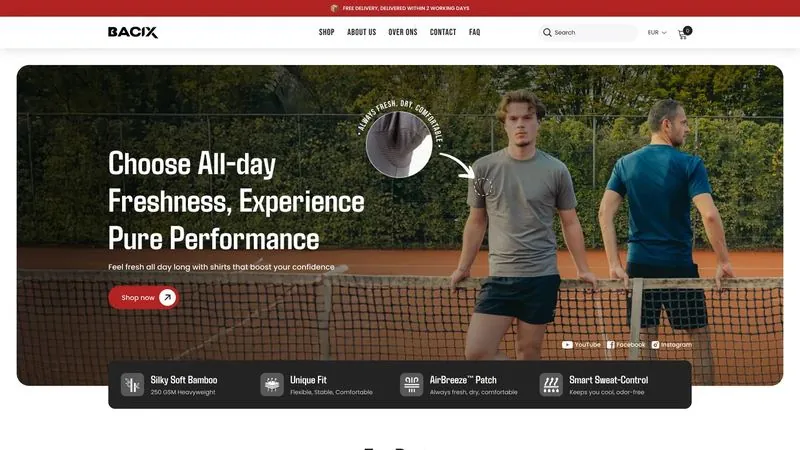 FREE DELIVERY, DELIVERED WITHIN 2 WORKING DAYS
BACIX
SHOP
ABOUT US
OVER ONS
CONTACT
FAQ
Search
EUR
0
• ALWAYS FRESH, DRY, COMFORTABLE •
Choose All-day
Freshness, Experience
Pure Performance
Feel fresh all day long with shirts that boost your confidence
Shop now
YouTube
Facebook
Instagram
Silky Soft Bamboo
250 GSM Heavyweight
Unique Fit
Flexible, Stable, Comfortable
AirBreeze™ Patch
Always fresh, dry, comfortable
Smart Sweat-Control
Keeps you cool, odor-free